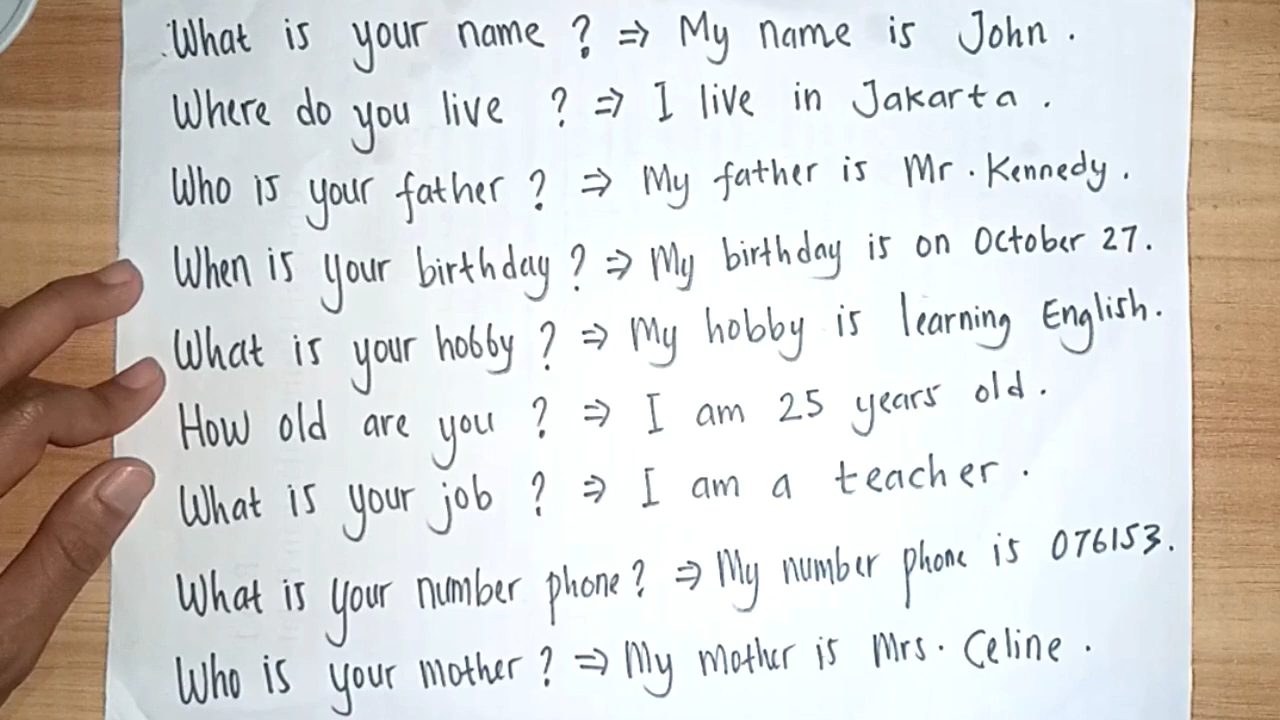 What is your name ? ⇒ My name is John .
Where do you live ? ⇒ I live in Jakarta .
Who is your father ? ⇒ My father is Mr . Kennedy .
When is your birthday ? ⇒ My birthday is on October 27 .
What is your hobby ? ⇒ My hobby is learning English .
How old are you ? ⇒ I am 25 years old .
What is your job ? ⇒ I am a teacher .
What is your number phone ? ⇒ My number phone is 076153 .
Who is your mother ? ⇒ My mother is Mrs . Celine .